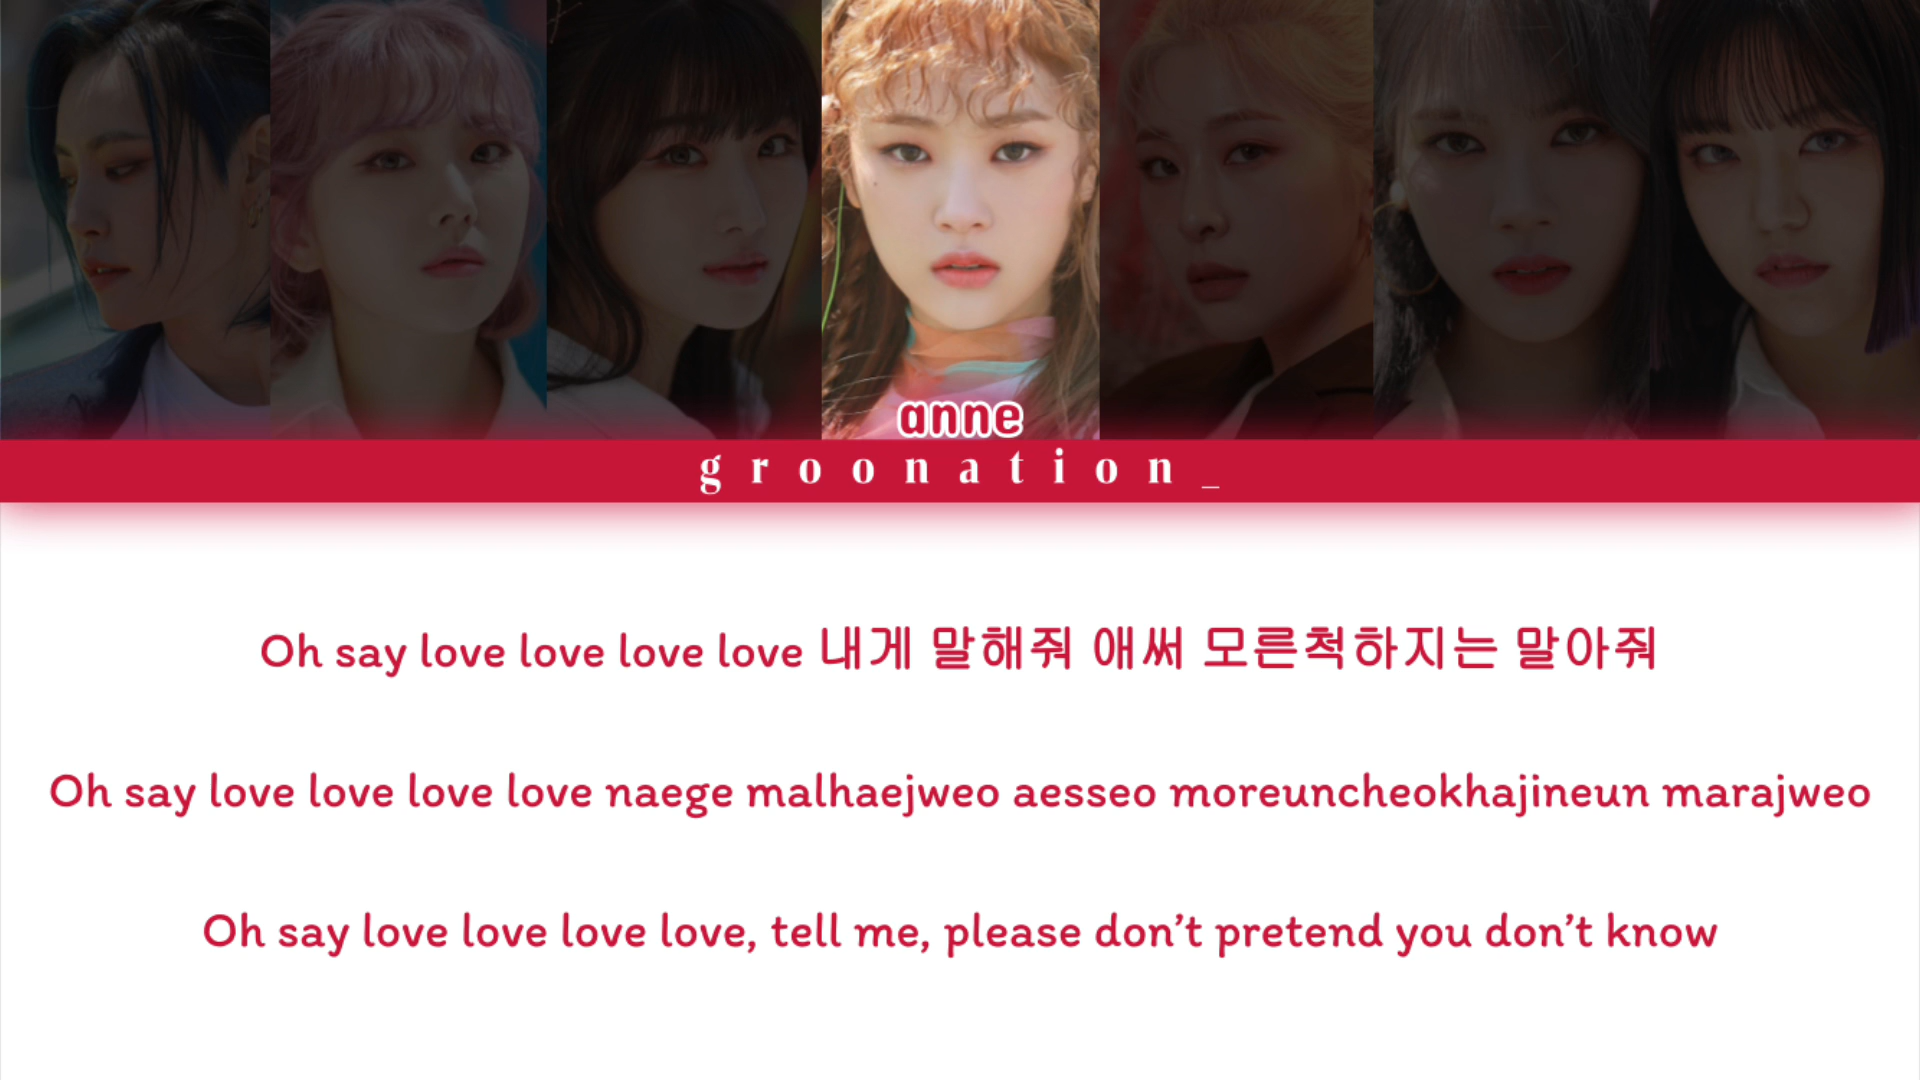 anne
groonation_
Oh say love love love love 내게 말해줘 애써 모른척하지는 말아줘
Oh say love love love love naege malhaejweo aesseo moreuncheokhajineun marajweo
Oh say love love love love, tell me, please don’t pretend you don’t know